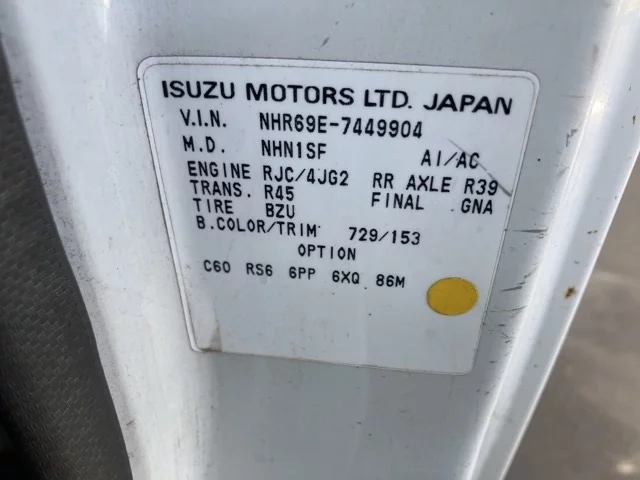 ISUZU MOTORS LTD. JAPAN
V.I.N. NHR69E-7449904
M.D. NHN1SF AI/AC
ENGINE RJC/4JG2 RR AXLE R39
TRANS. R45 FINAL GNA
TIRE BZU
B.COLOR/TRIM 729/153
OPTION
C60 RS6 6PP 6XQ 86M